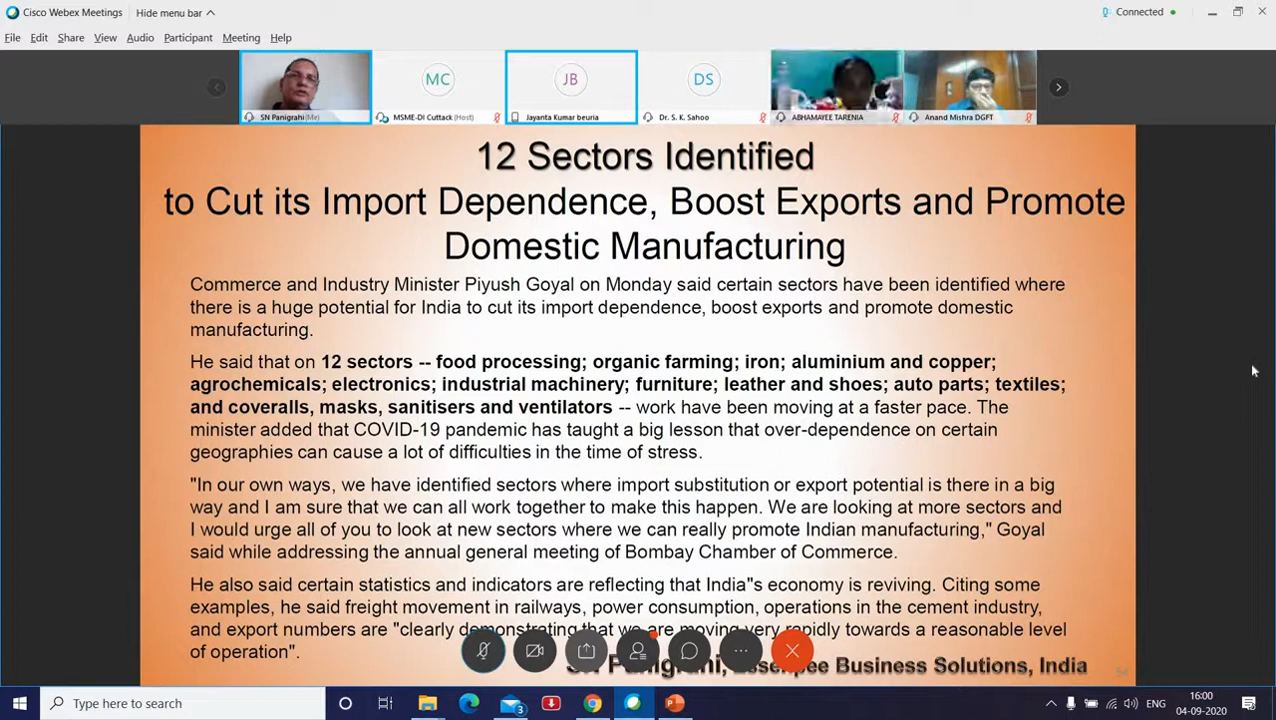 Cisco Webex Meetings
Hide menu bar
Connected
File Edit Share View Audio Participant Meeting Help
MC JB DS
SN Panigrahi (Me) MSME-DI Cuttack (Host) Jayanta Kumar beuria Dr. S. K. Sahoo ABHAMAYEE TARENIA Anand Mishra DGFT
12 Sectors Identified
to Cut its Import Dependence, Boost Exports and Promote
Domestic Manufacturing
Commerce and Industry Minister Piyush Goyal on Monday said certain sectors have been identified where
there is a huge potential for India to cut its import dependence, boost exports and promote domestic
manufacturing.
He said that on 12 sectors -- food processing; organic farming; iron; aluminium and copper;
agrochemicals; electronics; industrial machinery; furniture; leather and shoes; auto parts; textiles;
and coveralls, masks, sanitisers and ventilators -- work have been moving at a faster pace. The
minister added that COVID-19 pandemic has taught a big lesson that over-dependence on certain
geographies can cause a lot of difficulties in the time of stress.
"In our own ways, we have identified sectors where import substitution or export potential is there in a big
way and I am sure that we can all work together to make this happen. We are looking at more sectors and
I would urge all of you to look at new sectors where we can really promote Indian manufacturing," Goyal
said while addressing the annual general meeting of Bombay Chamber of Commerce.
He also said certain statistics and indicators are reflecting that India"s economy is reviving. Citing some
examples, he said freight movement in railways, power consumption, operations in the cement industry,
and export numbers are "clearly demonstrating that we are moving very rapidly towards a reasonable level
of operation".
SN Panigrahi, Essenpee Business Solutions, India
Type here to search
3
ENG
16:00
04-09-2020